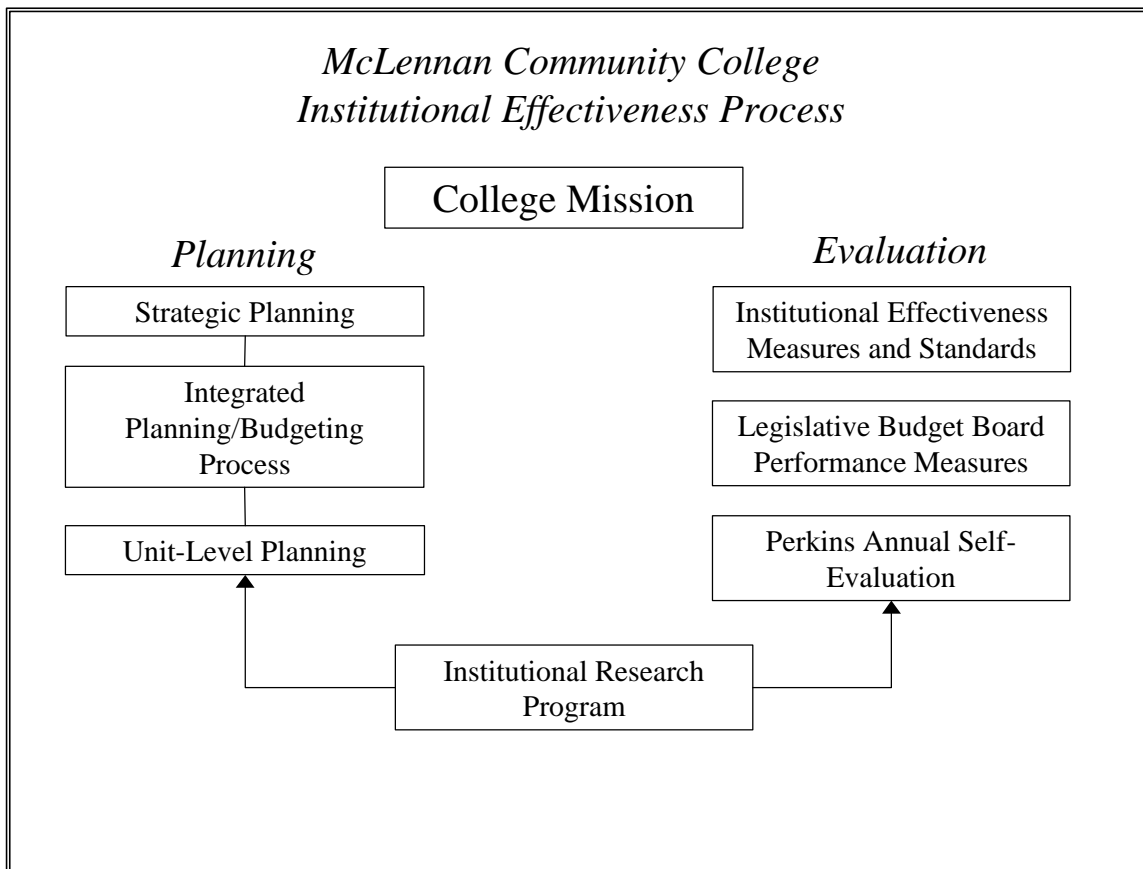 McLennan Community College
Institutional Effectiveness Process
College Mission
Planning
Strategic Planning
Integrated
Planning/Budgeting
Process
Unit-Level Planning
Evaluation
Institutional Effectiveness
Measures and Standards
Legislative Budget Board
Performance Measures
Perkins Annual Self-
Evaluation
Institutional Research
Program